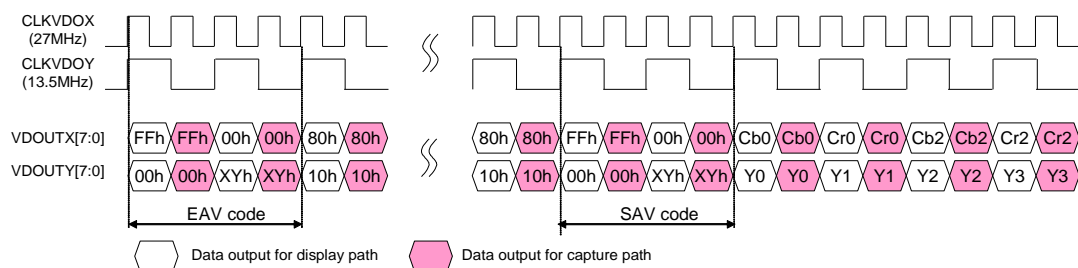 CLKVDOX
(27MHz)
CLKVDOY
(13.5MHz)
VDOUTX[7:0] FFh FFh 00h 00h 80h 80h 80h 80h FFh FFh 00h 00h Cb0 Cb0 Cr0 Cr0 Cb2 Cb2 Cr2 Cr2
VDOUTY[7:0] 00h 00h XYh XYh 10h 10h 10h 10h 00h 00h XYh XYh Y0 Y0 Y1 Y1 Y2 Y2 Y3 Y3
EAV code SAV code
Data output for display path Data output for capture path